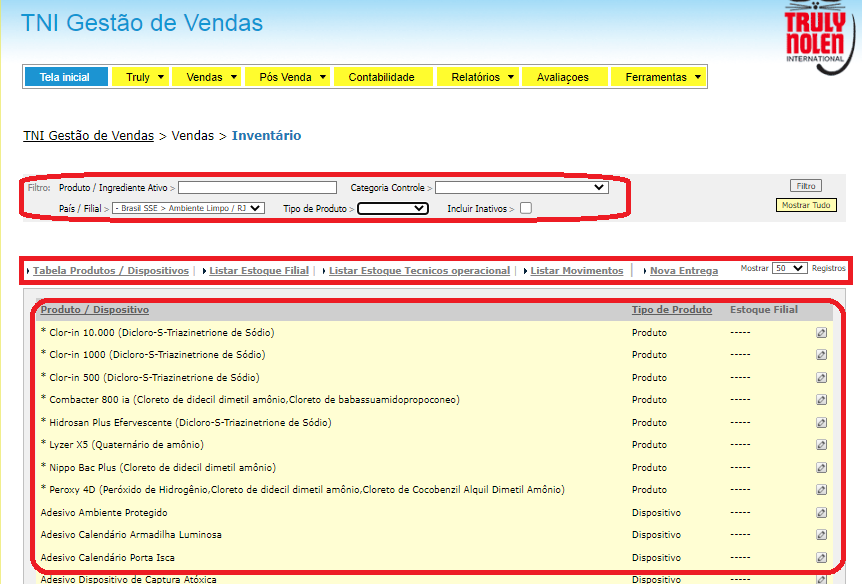 TNI Gestão de Vendas
TRULY
NOLEN
INTERNATIONAL
Tela inicial Truly Vendas Pós Venda Contabilidade Relatórios Avaliaçoes Ferramentas
TNI Gestão de Vendas > Vendas > Inventário
Filtro: Produto / Ingrediente Ativo > Categoria Controle > Filtro
País / Filial > - Brasil SSE > Ambiente Limpo / RJ Tipo de Produto > Incluir Inativos > Mostrar Tudo
Tabela Produtos / Dispositivos | Listar Estoque Filial | Listar Estoque Tecnicos operacional | Listar Movimentos | Nova Entrega Mostrar 50 Registros
Produto / Dispositivo Tipo de Produto Estoque Filial
* Clor-in 10.000 (Dicloro-S-Triazinetrione de Sódio) Produto -----
* Clor-in 1000 (Dicloro-S-Triazinetrione de Sódio) Produto -----
* Clor-in 500 (Dicloro-S-Triazinetrione de Sódio) Produto -----
* Combacter 800 ia (Cloreto de didecil dimetil amônio,Cloreto de babassuamidopropoconeo) Produto -----
* Hidrosan Plus Efervescente (Dicloro-S-Triazinetrione de Sódio) Produto -----
* Lyzer X5 (Quaternário de amônio) Produto -----
* Nippo Bac Plus (Cloreto de didecil dimetil amônio) Produto -----
* Peroxy 4D (Peróxido de Hidrogênio,Cloreto de didecil dimetil amônio,Cloreto de Cocobenzil Alquil Dimetil Amônio) Produto -----
Adesivo Ambiente Protegido Dispositivo -----
Adesivo Calendário Armadilha Luminosa Dispositivo -----
Adesivo Calendário Porta Isca Dispositivo -----
Adesivo Dispositivo de Captura Atóxica Dispositivo -----